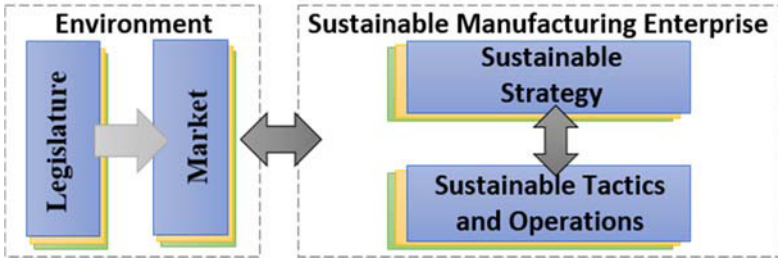 Environment
Legislature
Market
Sustainable Manufacturing Enterprise
Sustainable
Strategy
Sustainable Tactics
and Operations